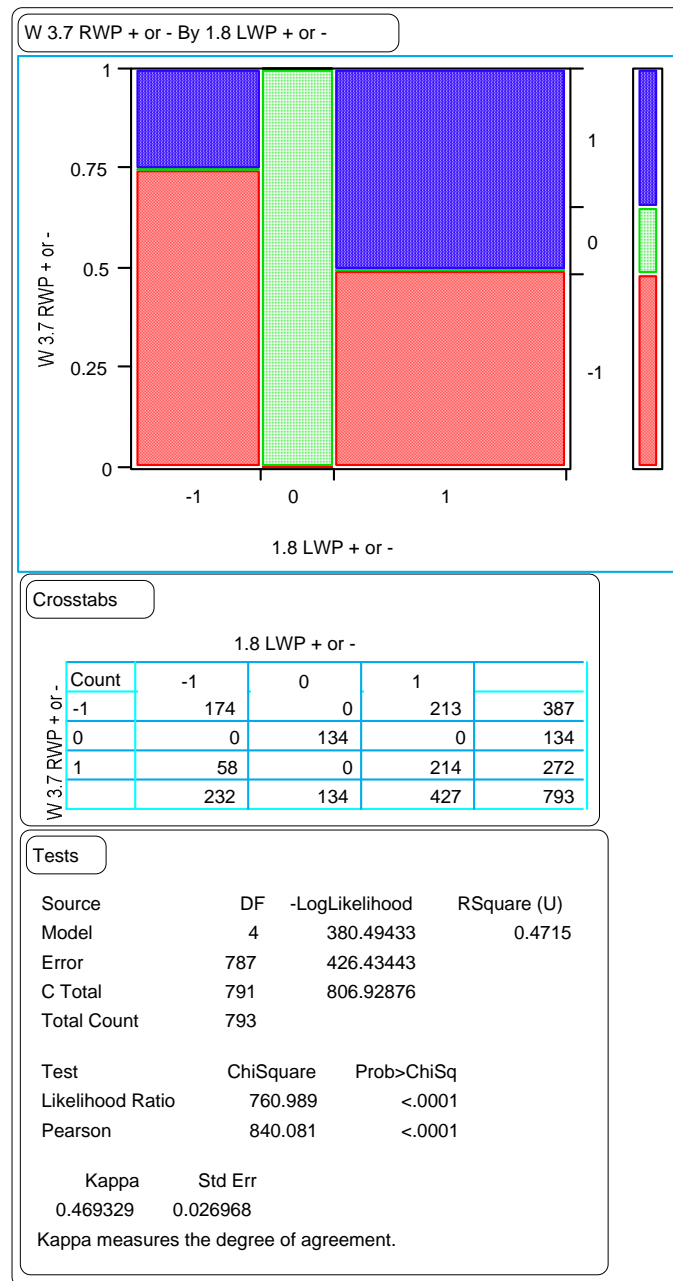 W 3.7 RWP + or - By 1.8 LWP + or -
1
0.75
0.5
0.25
0
W 3.7 RWP + or -
1
0
-1
-1 0 1
1.8 LWP + or -
Crosstabs
1.8 LWP + or -
W 3.7 RWP + or -
Count -1 0 1
-1 174 0 213 387
0 0 134 0 134
1 58 0 214 272
232 134 427 793
Tests
Source DF -LogLikelihood RSquare (U)
Model 4 380.49433 0.4715
Error 787 426.43443
C Total 791 806.92876
Total Count 793
Test ChiSquare Prob>ChiSq
Likelihood Ratio 760.989 <.0001
Pearson 840.081 <.0001
Kappa Std Err
0.469329 0.026968
Kappa measures the degree of agreement.